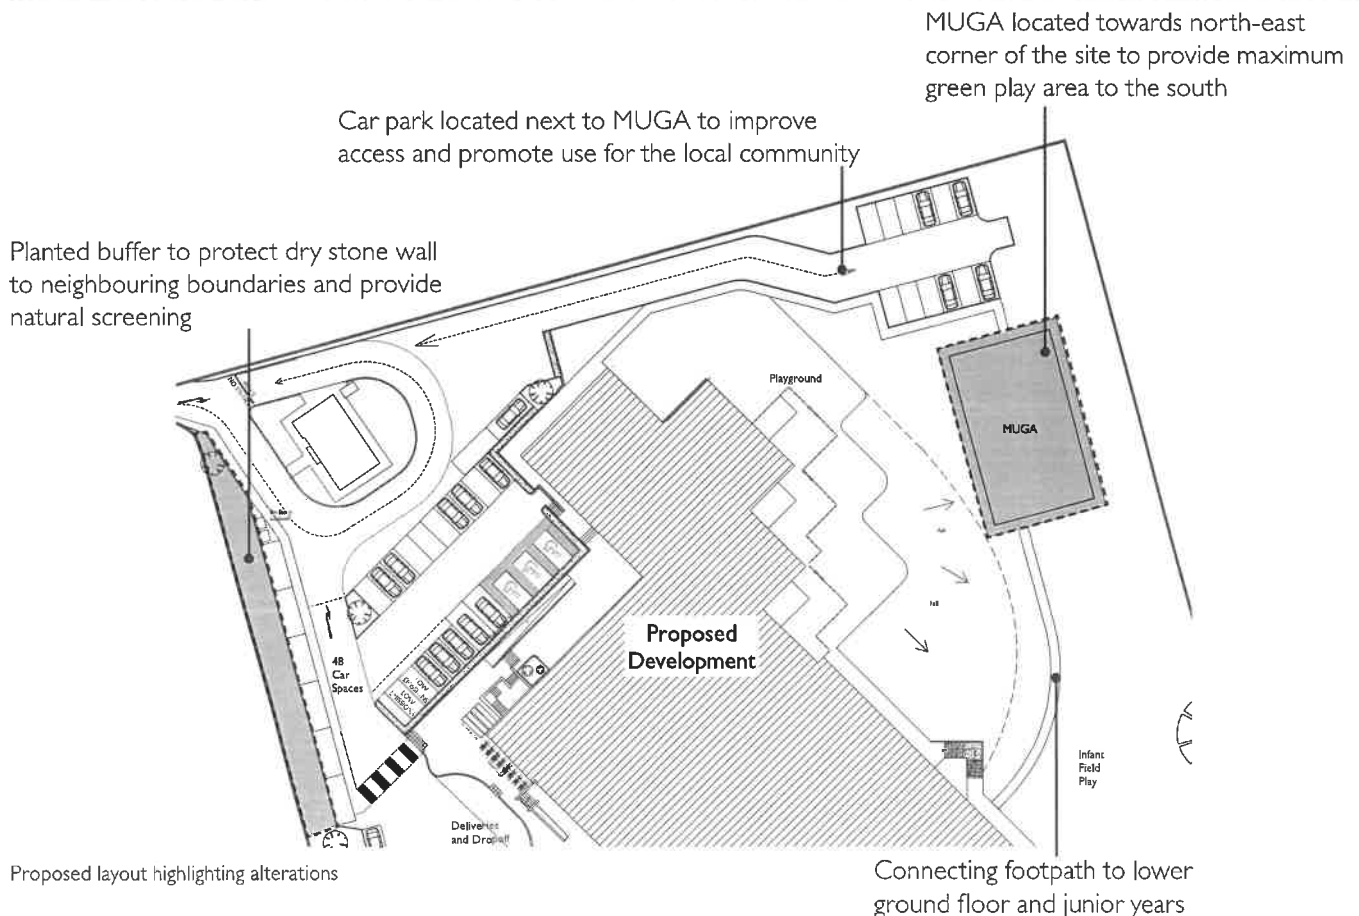 MUGA located towards north-east
corner of the site to provide maximum
green play area to the south
Car park located next to MUGA to improve
access and promote use for the local community
Planted buffer to protect dry stone wall
to neighbouring boundaries and provide
natural screening
Playground
MUGA
Proposed
Development
48
Car
Spaces
LOW
EMISSIONS
Infant
Field
Play
Deliveries
and Dropoff
Proposed layout highlighting alterations
Connecting footpath to lower
ground floor and junior years